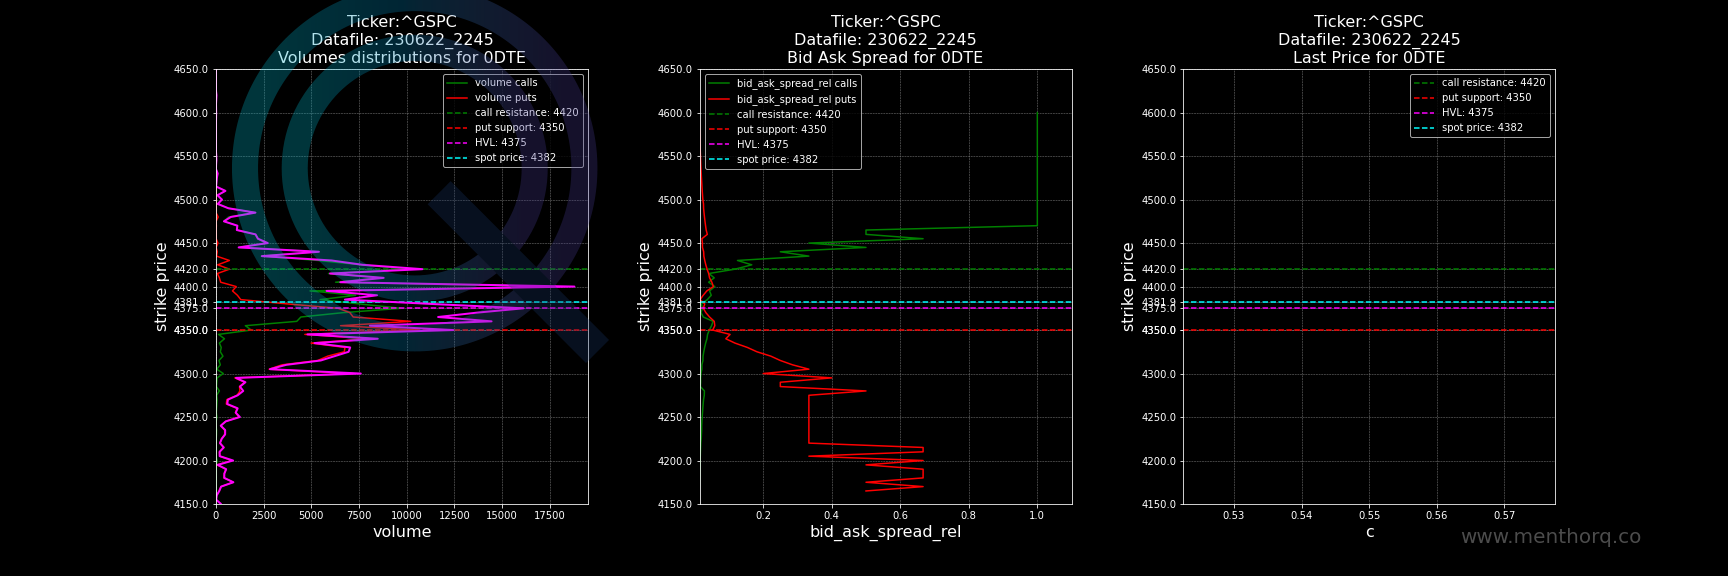 Ticker:^GSPC
Datafile: 230622_2245
Volumes distributions for 0DTE
4650.0
4600.0
4550.0
4500.0
4450.0
4420.0
4400.0
4381.9
4375.0
4350.0
4300.0
4250.0
4200.0
4150.0
strike price
volume calls
volume puts
call resistance: 4420
put support: 4350
HVL: 4375
spot price: 4382
0 2500 5000 7500 10000 12500 15000 17500
volume
Ticker:^GSPC
Datafile: 230622_2245
Bid Ask Spread for 0DTE
4650.0
4600.0
4550.0
4500.0
4450.0
4420.0
4400.0
4381.9
4375.0
4350.0
4300.0
4250.0
4200.0
4150.0
strike price
bid_ask_spread_rel calls
bid_ask_spread_rel puts
call resistance: 4420
put support: 4350
HVL: 4375
spot price: 4382
0.2 0.4 0.6 0.8 1.0
bid_ask_spread_rel
Ticker:^GSPC
Datafile: 230622_2245
Last Price for 0DTE
4650.0
4600.0
4550.0
4500.0
4450.0
4420.0
4400.0
4381.9
4375.0
4350.0
4300.0
4250.0
4200.0
4150.0
strike price
call resistance: 4420
put support: 4350
HVL: 4375
spot price: 4382
0.53 0.54 0.55 0.56 0.57
c
www.menthorq.co